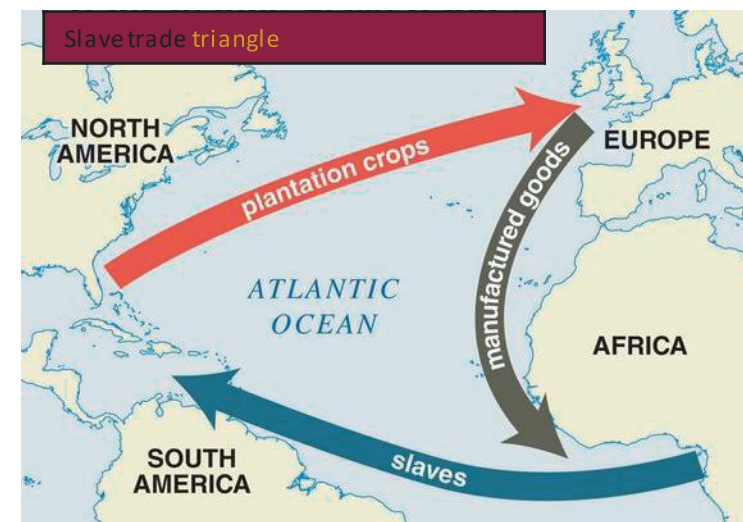 Slave trade triangle
NORTH
AMERICA
plantation crops
EUROPE
manufactured goods
ATLANTIC
OCEAN
AFRICA
slaves
SOUTH
AMERICA